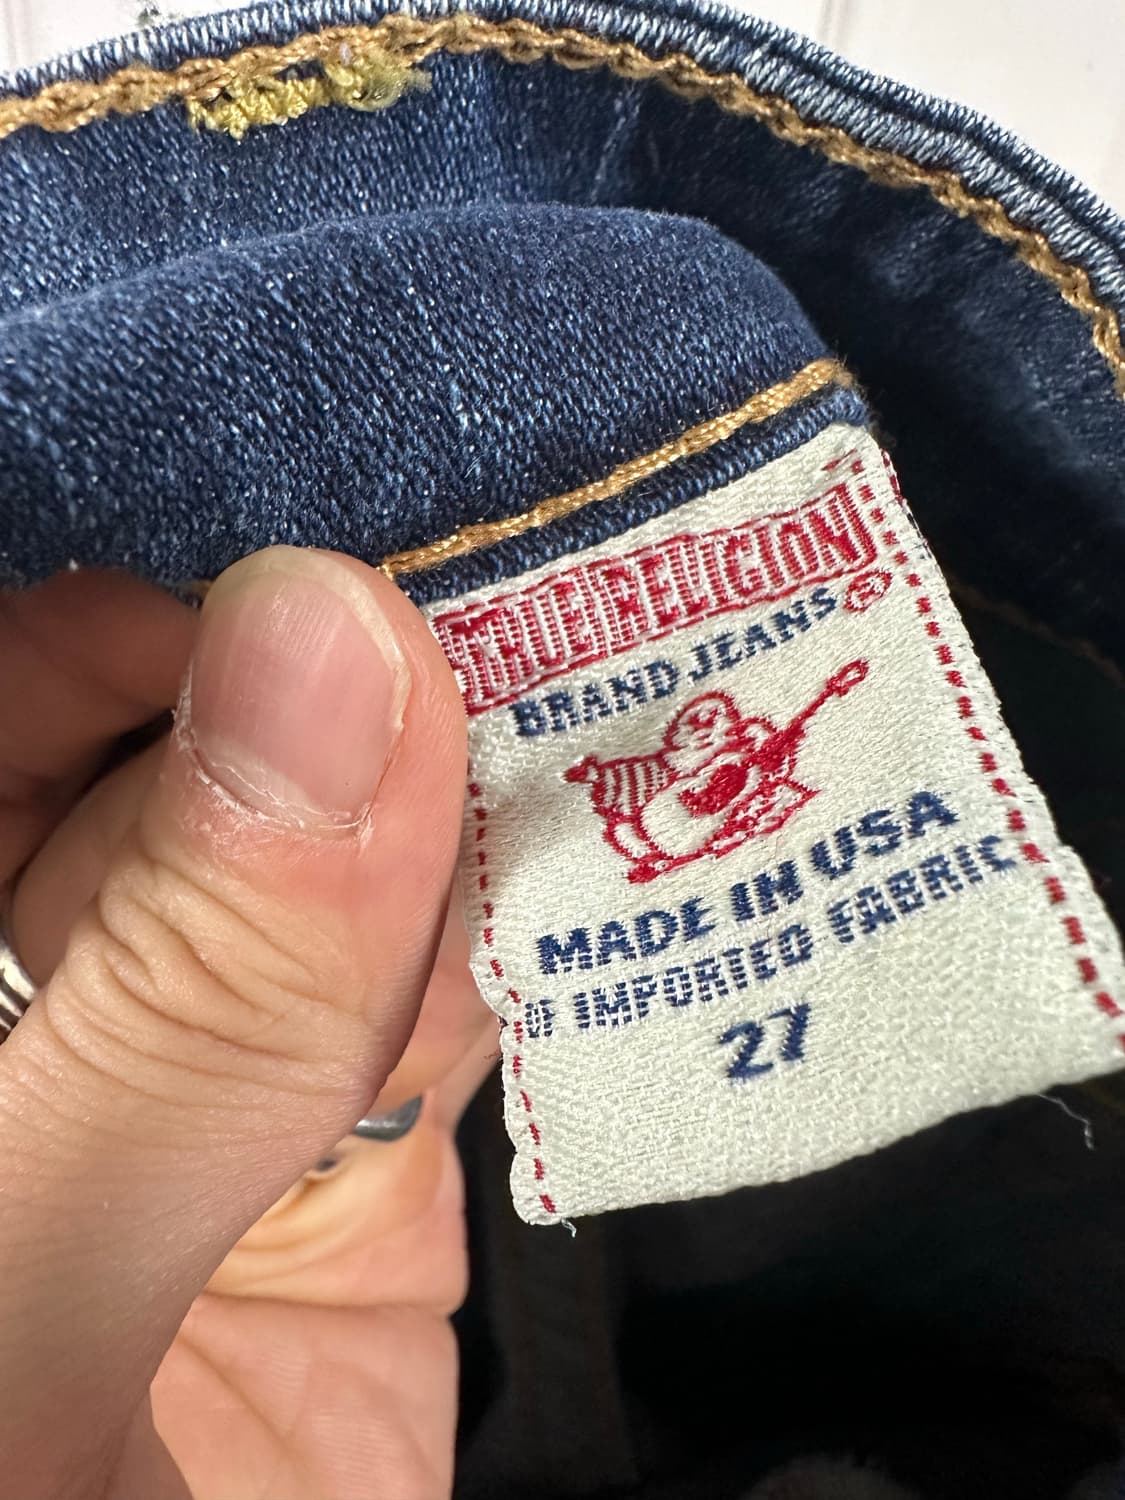 TRUE RELIGION
BRAND JEANS ®
MADE IN USA
OF IMPORTED FABRIC
27